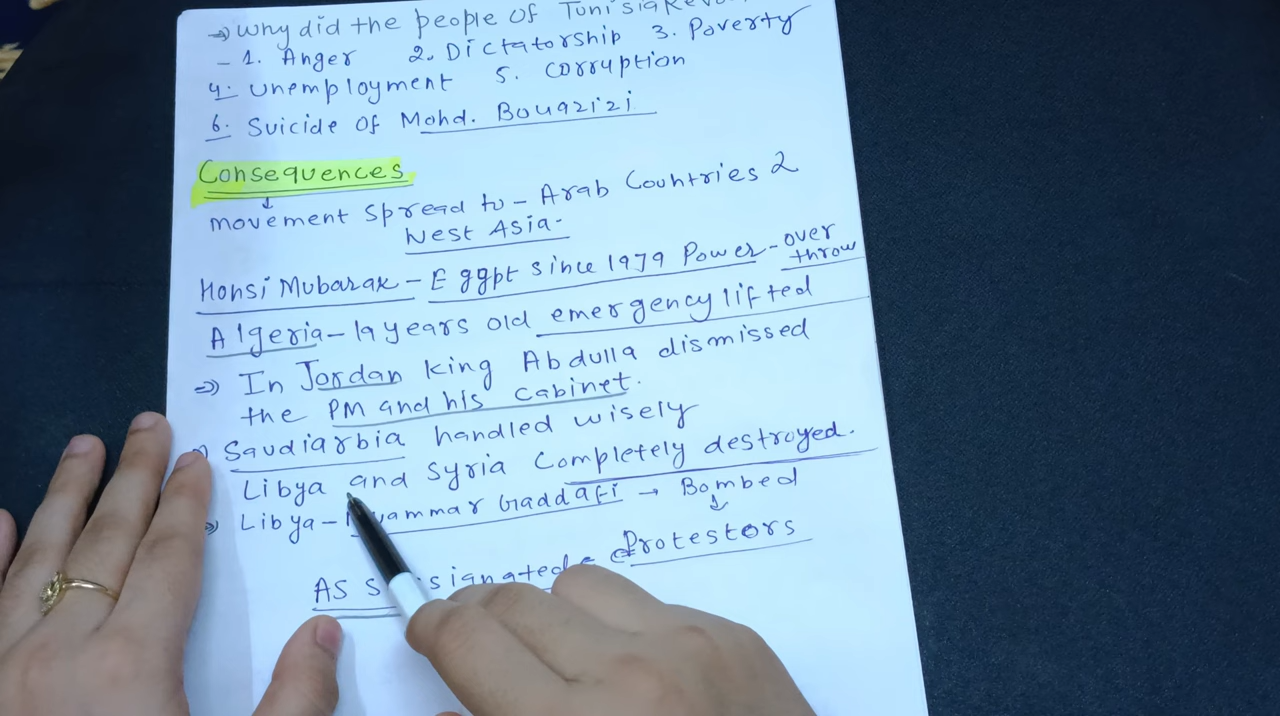 ⇒ Why did the people of Tunisia
- 1. Anger 2. Dictatorship 3. Poverty
4. Unemployment 5. Corruption
6. Suicide of Mohd. Bouazizi
Consequences
↓
movement spread to - Arab Countries 2
West Asia-
Honsi Mubarak - Eggpt since 1979 Power - over
throw
Algeria - 19 years old emergency lifted
⇒ In Jordan king Abdulla dismissed
the PM and his cabinet.
⇒ Saudiarbia handled wisely
Libya and Syria Completely destroyed.
⇒ Libya - Gaddafi → Bombed
↓
Protestors